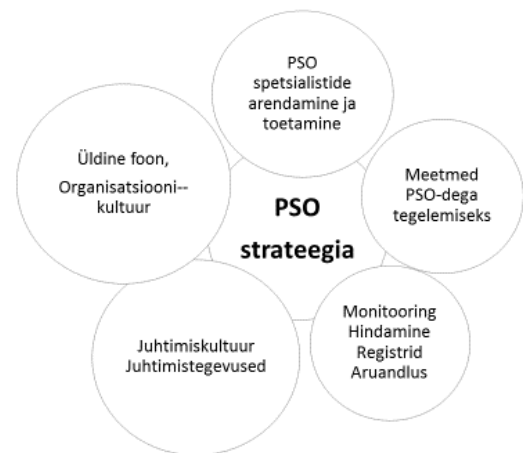 PSO
spetsialistide
arendamine ja
toetamine
Üldine foon,
Organisatsiooni--
kultuur
Meetmed
PSO-dega
tegelemiseks
PSO
strateegia
Monitooring
Hindamine
Registrid
Aruandlus
Juhtimiskultuur
Juhtimistegevused